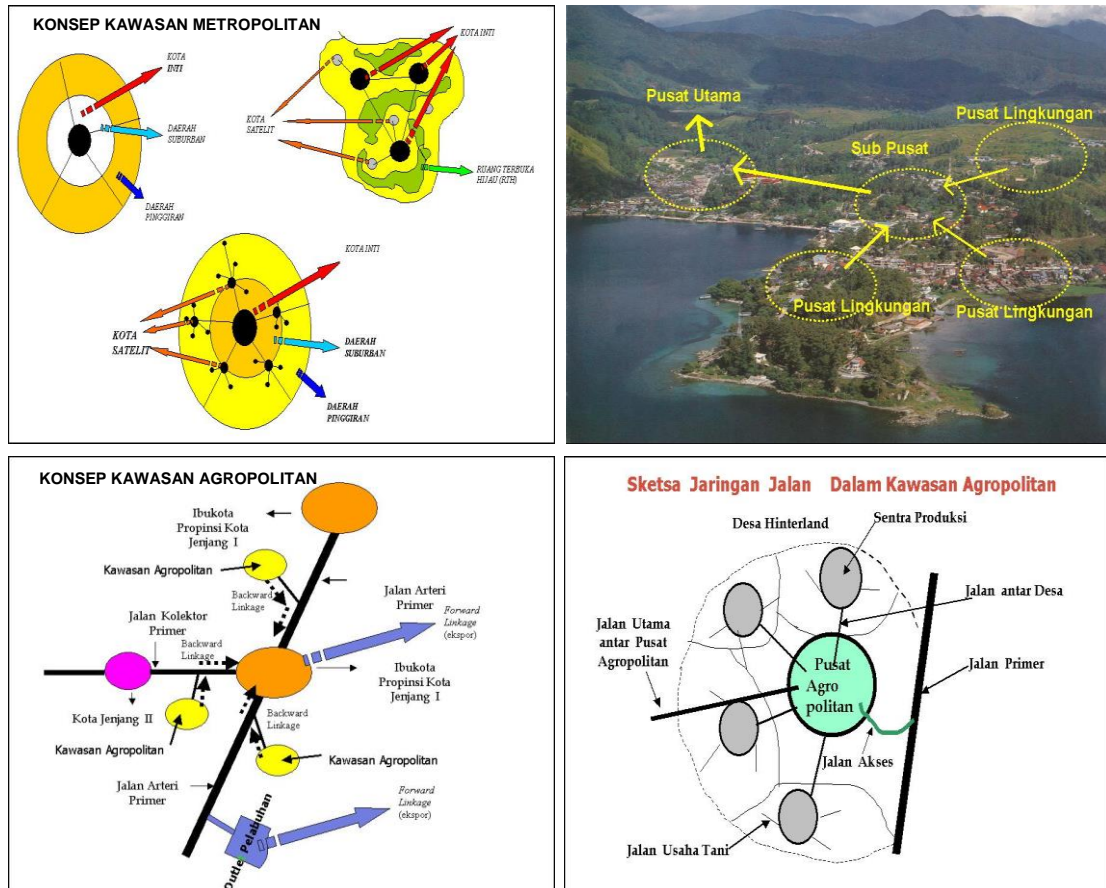 KONSEP KAWASAN METROPOLITAN
KOTA
INTI
DAERAH
SUBURBAN
DAERAH
PINGGIRAN
KOTA INTI
KOTA
SATELIT
RUANG TERBUKA
HIJAU (RTH)
KOTA INTI
KOTA
SATELIT
DAERAH
SUBURBAN
DAERAH
PINGGIRAN
Pusat Utama
Pusat Lingkungan
Sub Pusat
Pusat Lingkungan
Pusat Lingkungan
KONSEP KAWASAN AGROPOLITAN
Ibukota
Propinsi Kota
Jenjang I
Kawasan Agropolitan
Backward
Linkage
Jalan Arteri
Primer
Forward
Linkage
(ekspor)
Jalan Kolektor
Primer
Backward
Linkage
Ibukota
Propinsi Kota
Jenjang I
Kota Jenjang II
Kawasan Agropolitan
Backward
Linkage
Kawasan Agropolitan
Jalan Arteri
Primer
Forward
Linkage
(ekspor)
Outlet Pelabuhan
Sketsa Jaringan Jalan Dalam Kawasan Agropolitan
Desa Hinterland
Sentra Produksi
Jalan antar Desa
Jalan Utama
antar Pusat
Agropolitan
Pusat
Agro
politan
Jalan Primer
Jalan Akses
Jalan Usaha Tani